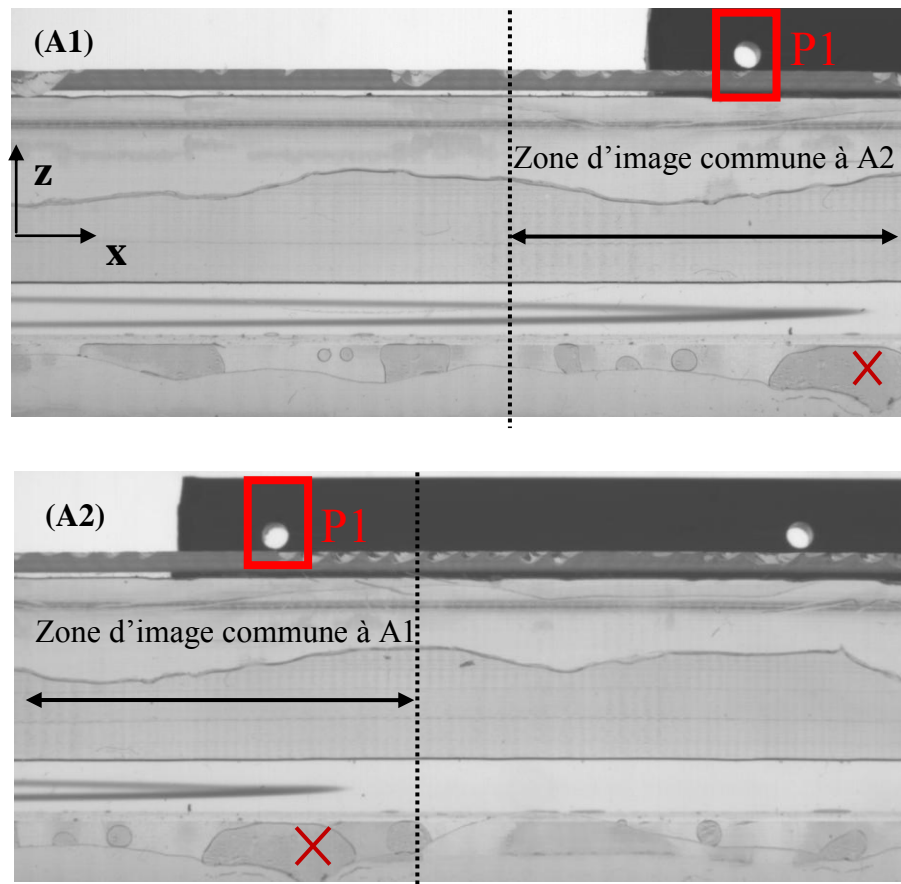 (A1)
P1
Zone d'image commune à A2
z
x
(A2)
P1
Zone d'image commune à A1